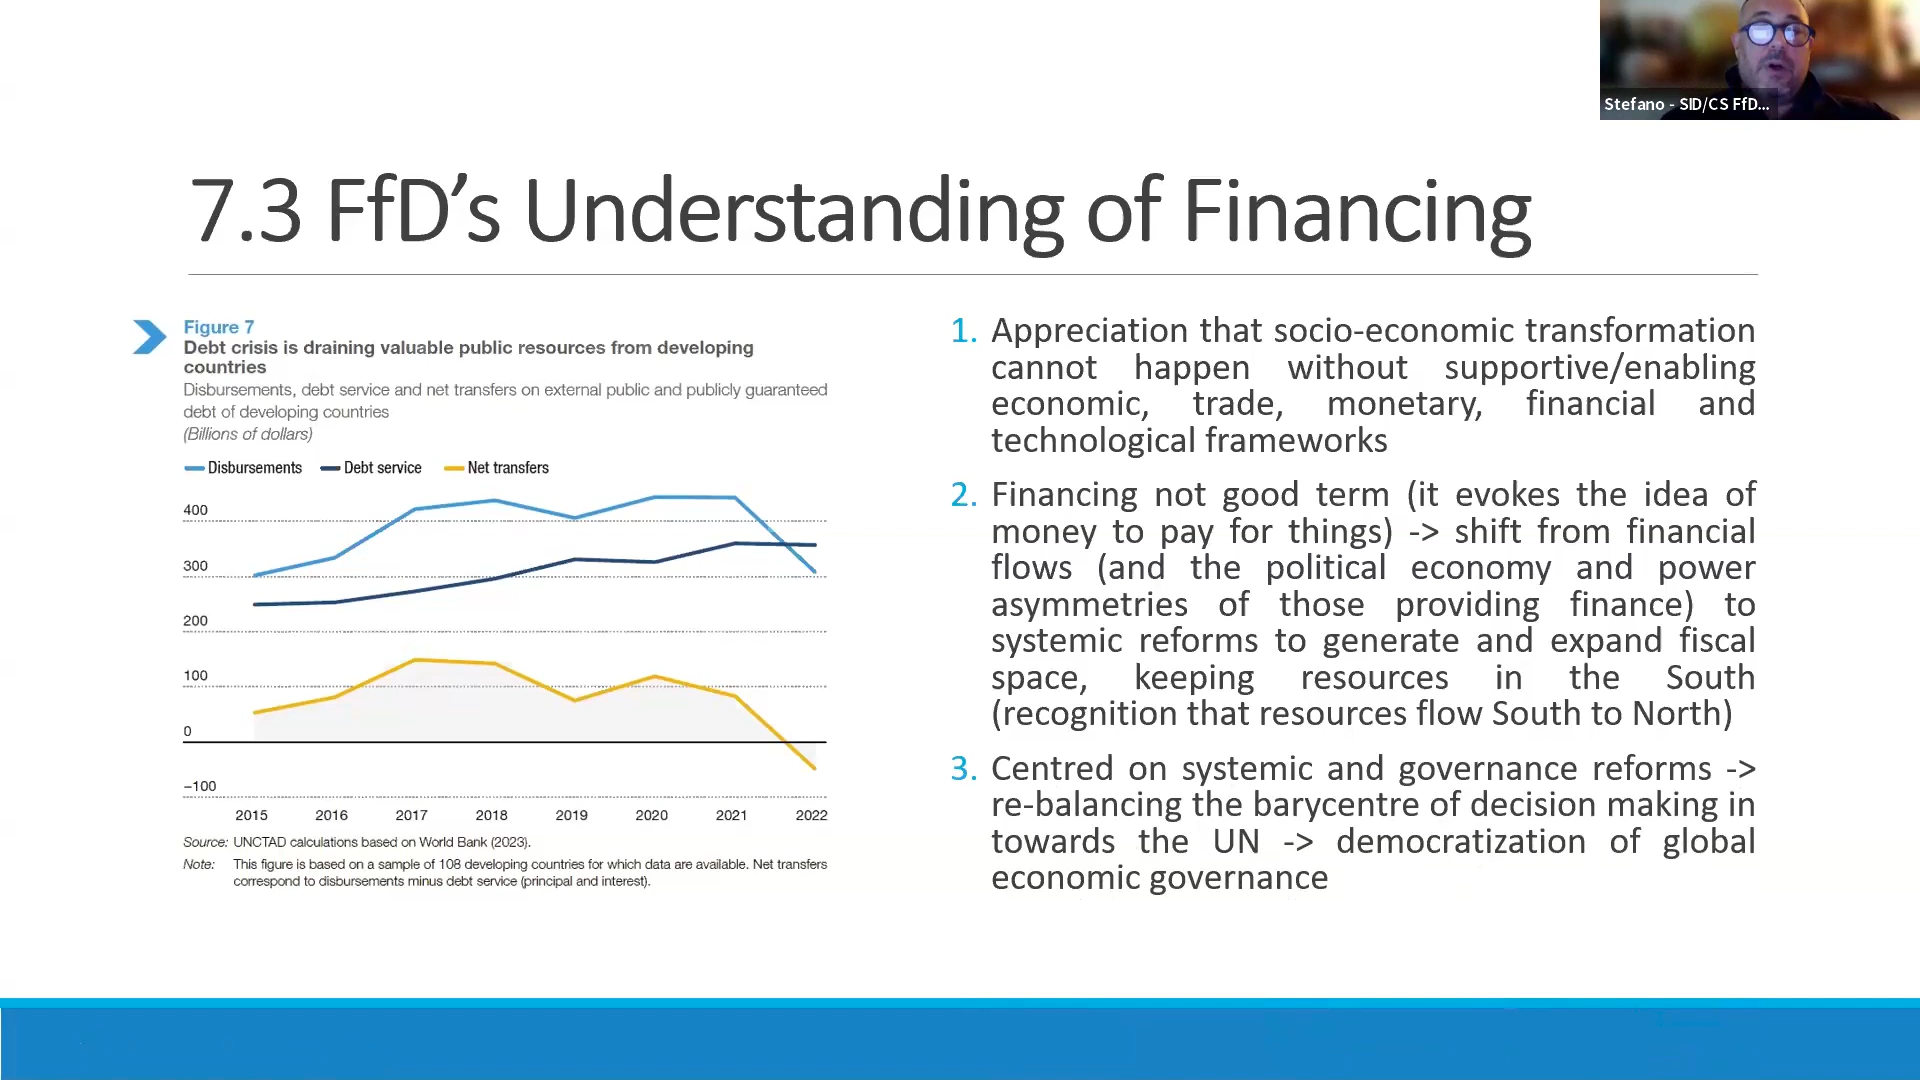 Stefano - SID/CS FfD...
7.3 FfD’s Understanding of Financing
Figure 7
Debt crisis is draining valuable public resources from developing
countries
Disbursements, debt service and net transfers on external public and publicly guaranteed
debt of developing countries
(Billions of dollars)
Disbursements Debt service Net transfers
400
300
200
100
0
−100
2015 2016 2017 2018 2019 2020 2021 2022
Source: UNCTAD calculations based on World Bank (2023).
Note: This figure is based on a sample of 108 developing countries for which data are available. Net transfers
correspond to disbursements minus debt service (principal and interest).
1. Appreciation that socio-economic transformation
cannot happen without supportive/enabling
economic, trade, monetary, financial and
technological frameworks
2. Financing not good term (it evokes the idea of
money to pay for things) -> shift from financial
flows (and the political economy and power
asymmetries of those providing finance) to
systemic reforms to generate and expand fiscal
space, keeping resources in the South
(recognition that resources flow South to North)
3. Centred on systemic and governance reforms ->
re-balancing the barycentre of decision making in
towards the UN -> democratization of global
economic governance